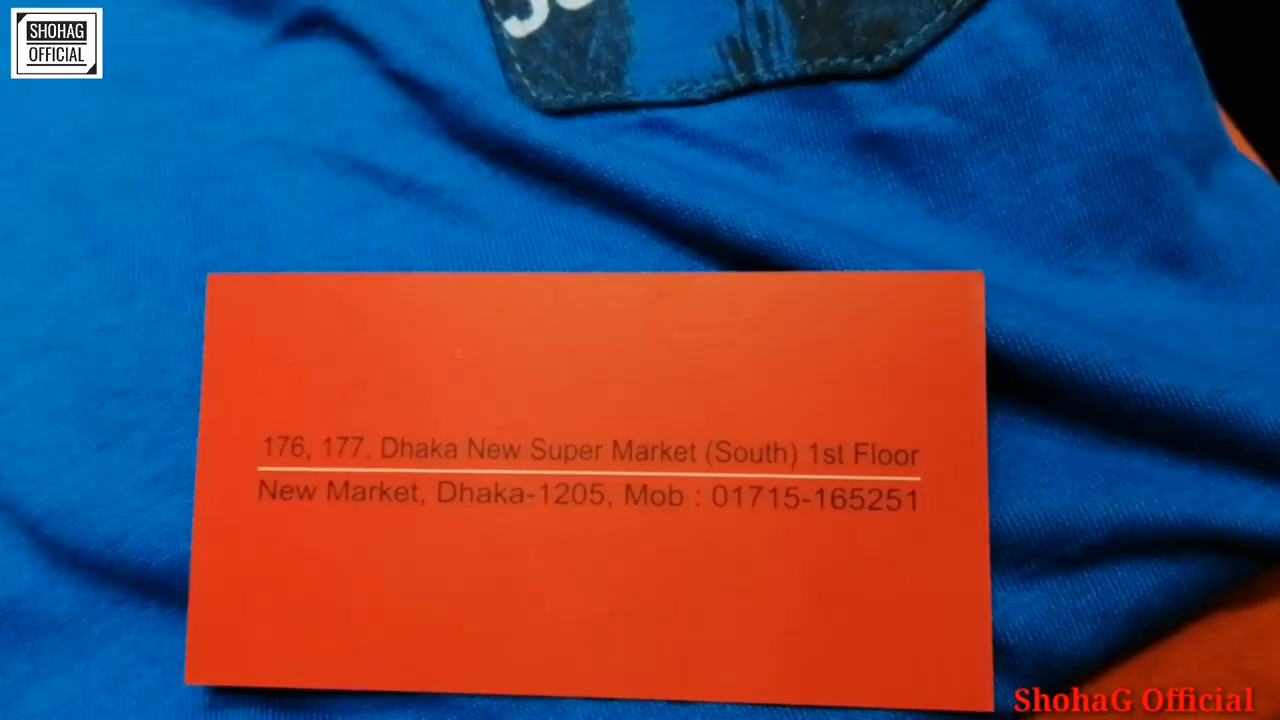 SHOHAG
OFFICIAL
176, 177, Dhaka New Super Market (South) 1st Floor
New Market, Dhaka-1205, Mob : 01715-165251
ShohaG Official